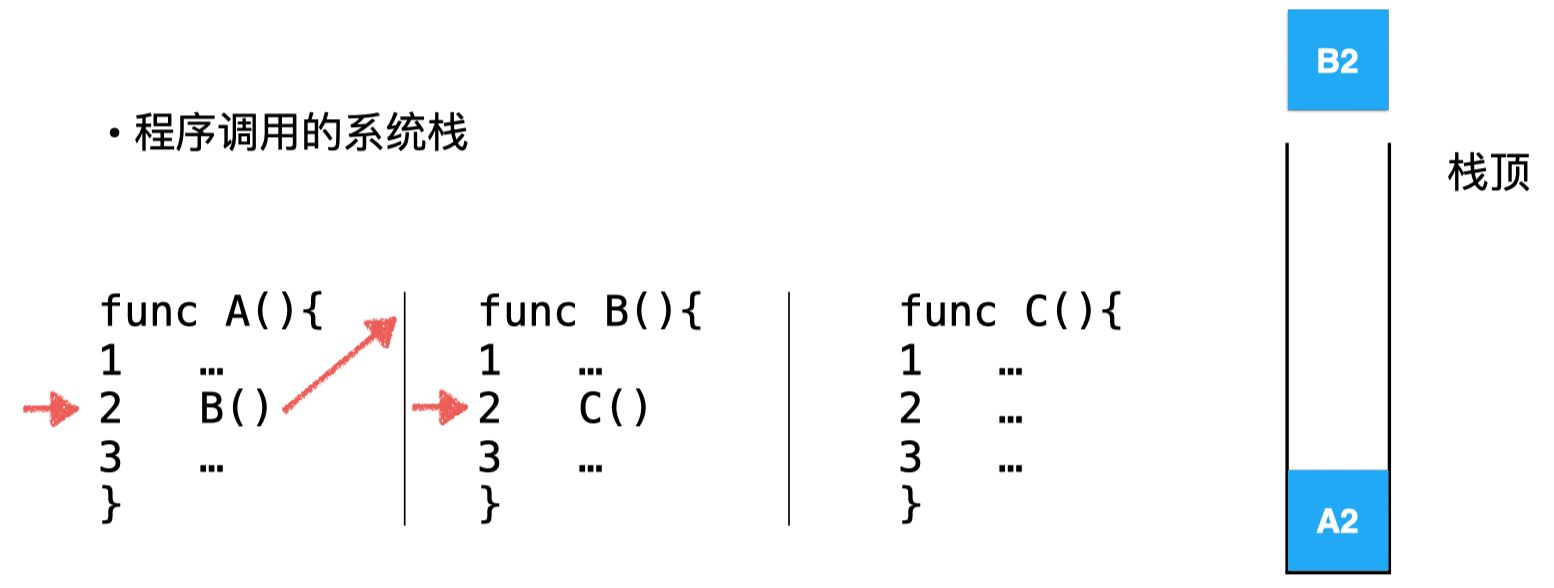 • 程序调用的系统栈
func A(){
1 …
2 B()
3 …
}
func B(){
1 …
2 C()
3 …
}
func C(){
1 …
2 …
3 …
}
B2
栈顶
A2